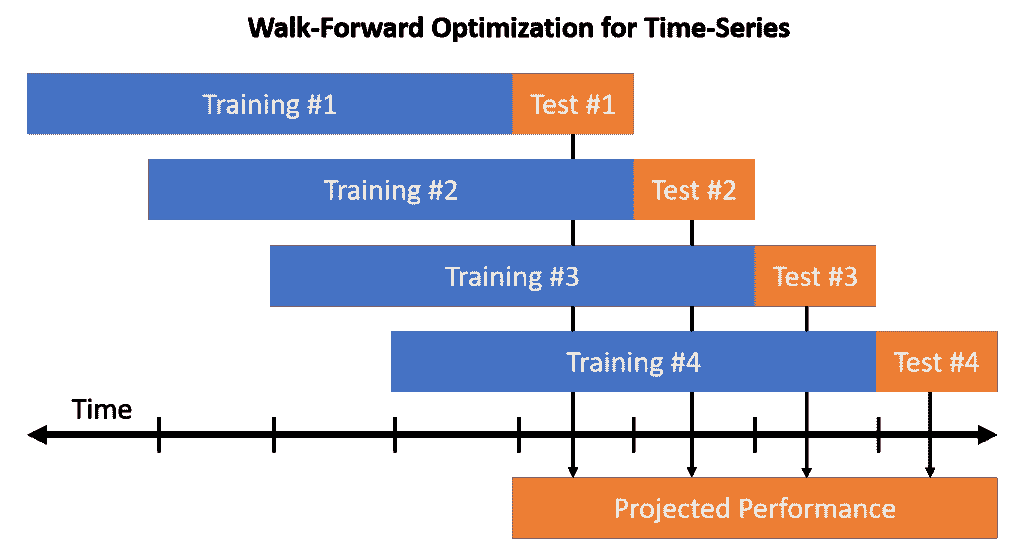 Walk-Forward Optimization for Time-Series
Training #1 Test #1
Training #2 Test #2
Training #3 Test #3
Training #4 Test #4
Time
Projected Performance